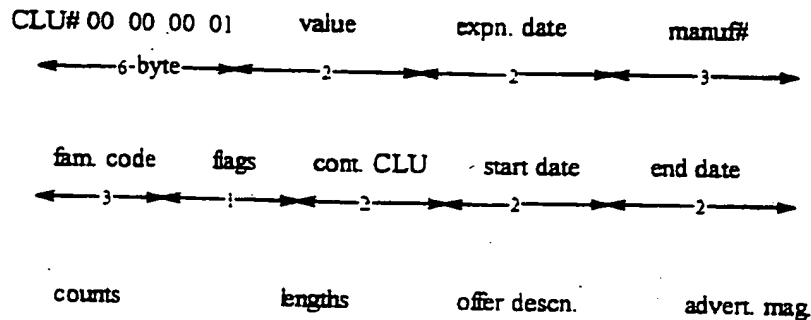 CLU# 00 00 00 01 value expn. date manuf#
6-byte 2 2 3
fam. code flags cont. CLU start date end date
3 1 2 2 2
counts lengths offer descn. advert. mag